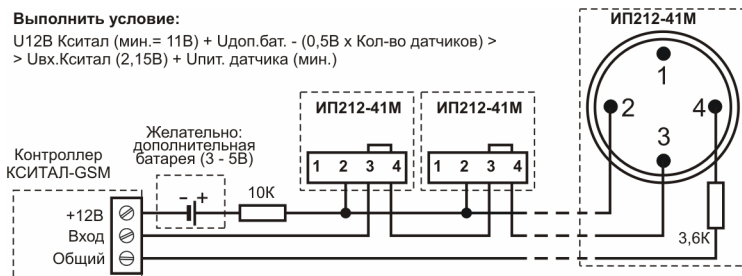 Выполнить условие:
U12В Кситал (мин.= 11В) + Uдоп.бат. - (0,5В х Кол-во датчиков) >
> Uвх.Кситал (2,15В) + Uпит. датчика (мин.)
ИП212-41М
1
2
4
3
3,6К
ИП212-41М
1 2 3 4
ИП212-41М
1 2 3 4
Желательно:
дополнительная
батарея (3 - 5В)
- +
10К
Контроллер
КСИТАЛ-GSM
+12В
Вход
Общий